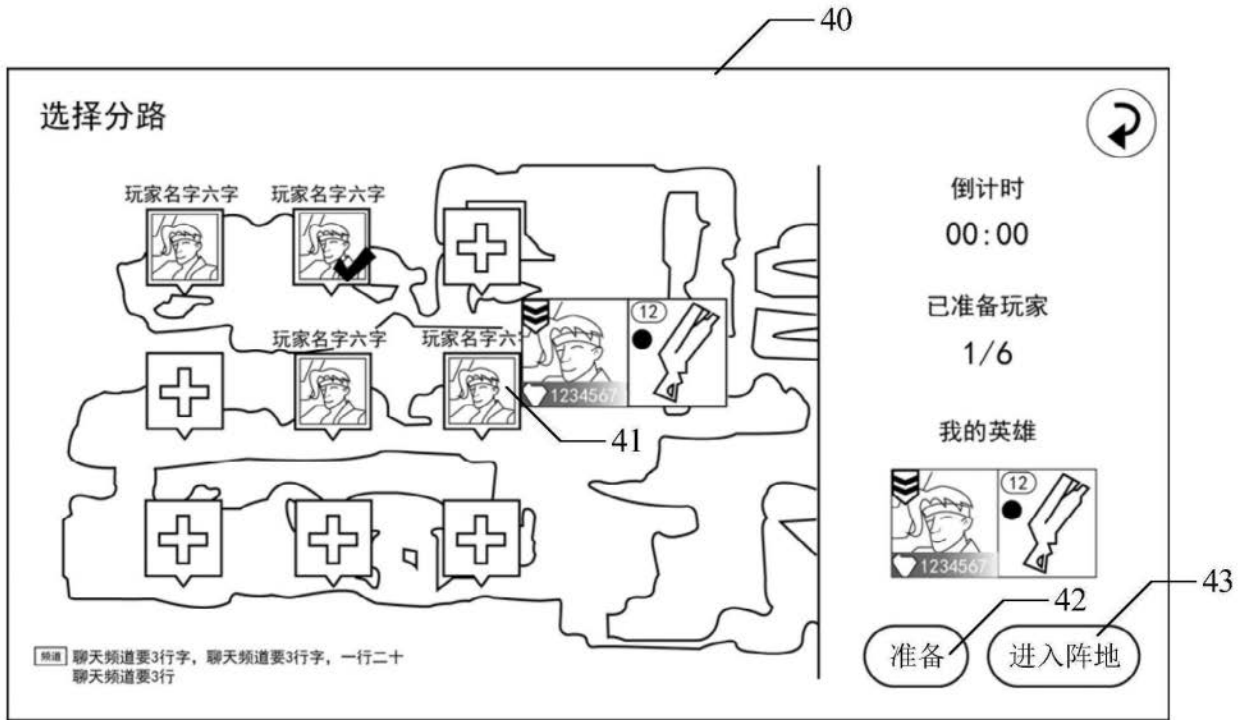 40
选择分路
玩家名字六字 玩家名字六字
倒计时
00:00
已准备玩家
1/6
12
玩家名字六字 玩家名字六
1234567
41
我的英雄
12
1234567
42
43
准备 进入阵地
频道 聊天频道要3行字，聊天频道要3行字，一行二十
聊天频道要3行